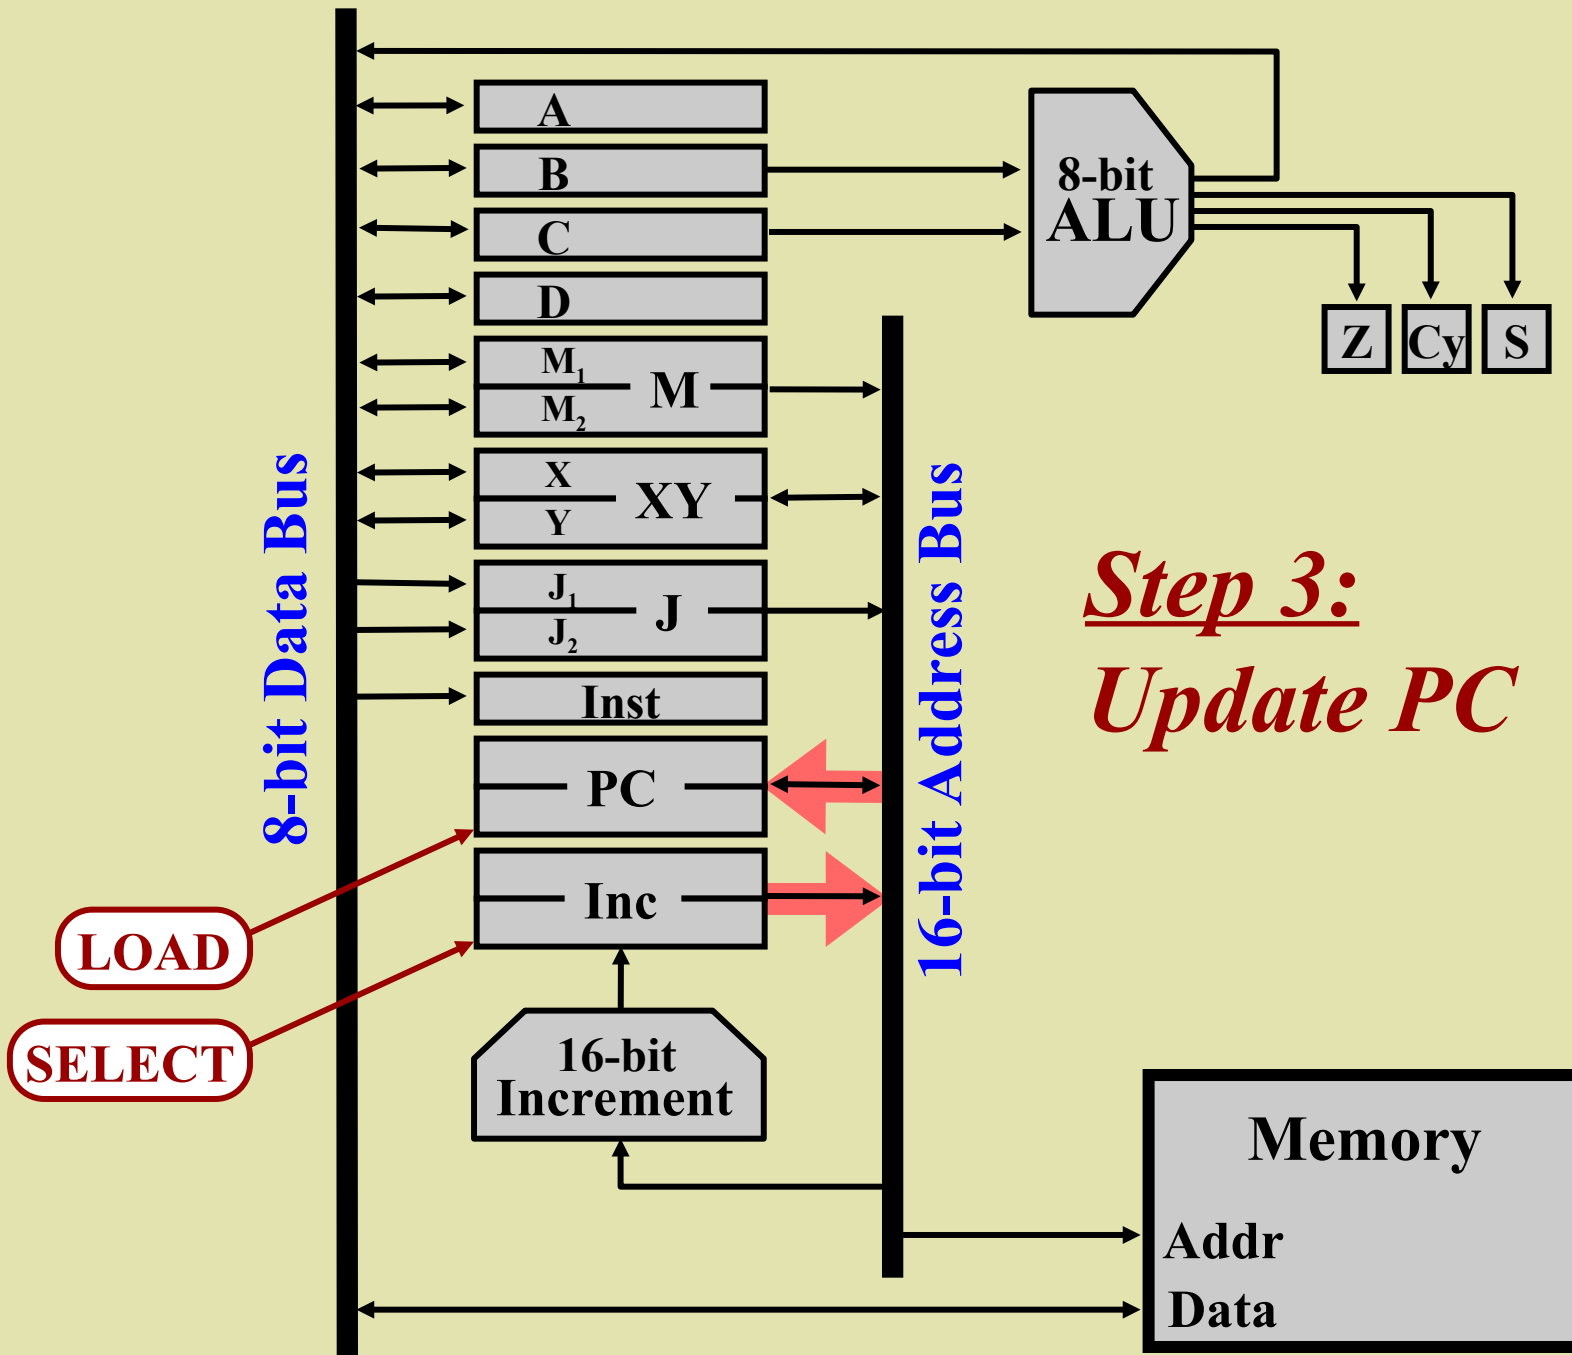 A
B
C
D
M1
M
M2
X
XY
Y
J1
J
J2
Inst
PC
Inc
16-bit
Increment
8-bit
ALU
Z
Cy
S
8-bit Data Bus
16-bit Address Bus
Step 3:
Update PC
LOAD
SELECT
Memory
Addr
Data